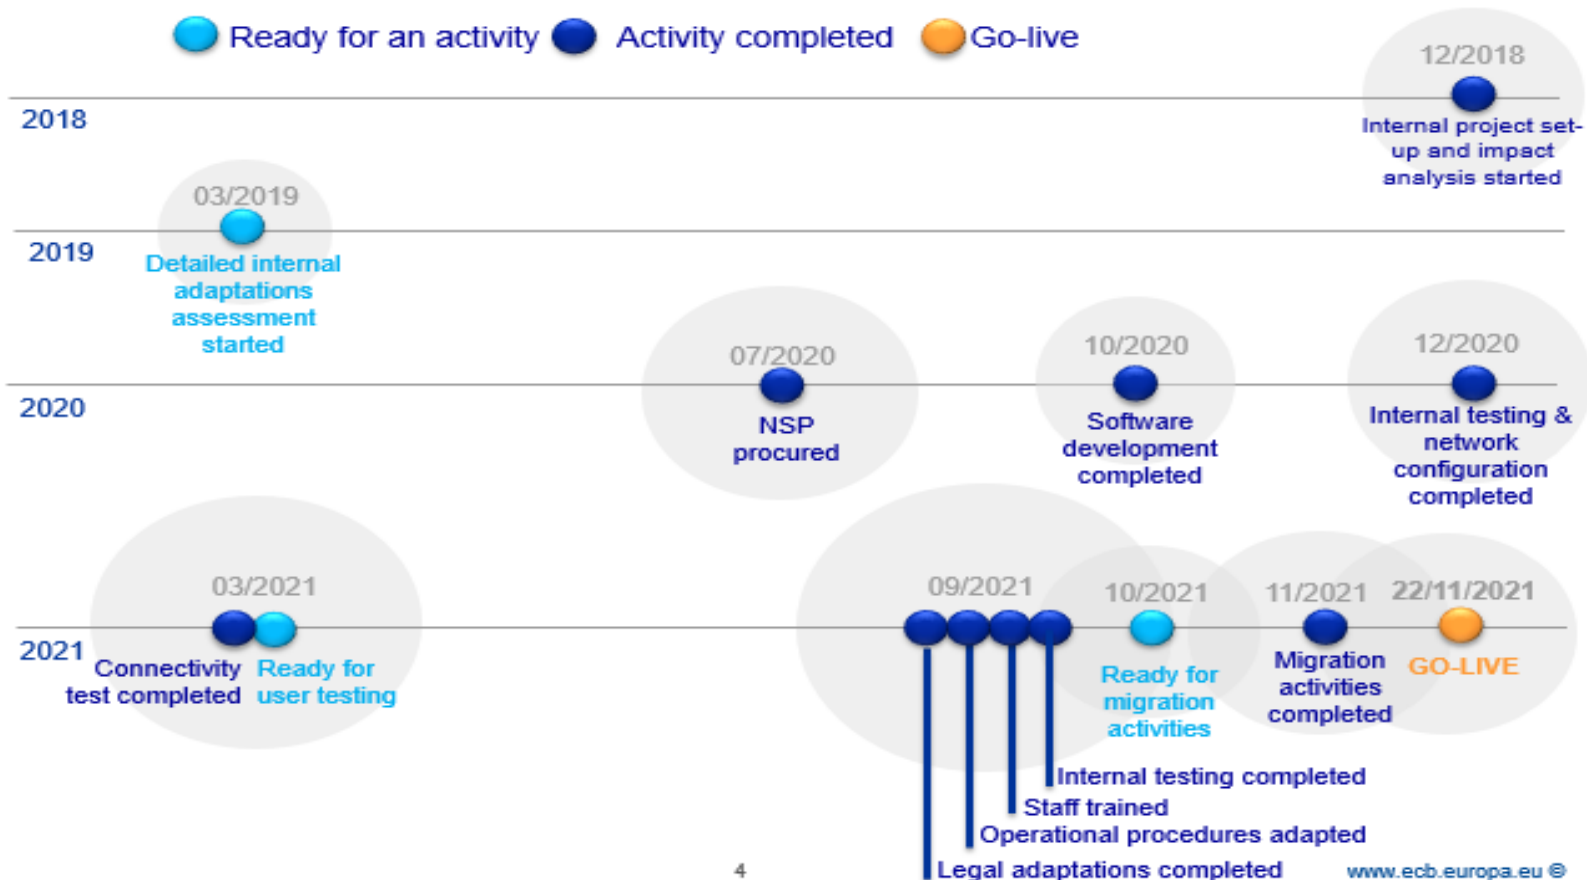 Ready for an activity
Activity completed
Go-live
12/2018
2018
Internal project set-
up and impact
analysis started
03/2019
2019
Detailed internal
adaptations
assessment
started
07/2020
10/2020
12/2020
2020
NSP
procured
Software
development
completed
Internal testing &
network
configuration
completed
03/2021
09/2021
10/2021
11/2021
22/11/2021
2021
Connectivity
test completed
Ready for
user testing
Ready for
migration
activities
Migration
activities
completed
GO-LIVE
Internal testing completed
Staff trained
Operational procedures adapted
Legal adaptations completed
4
www.ecb.europa.eu ©